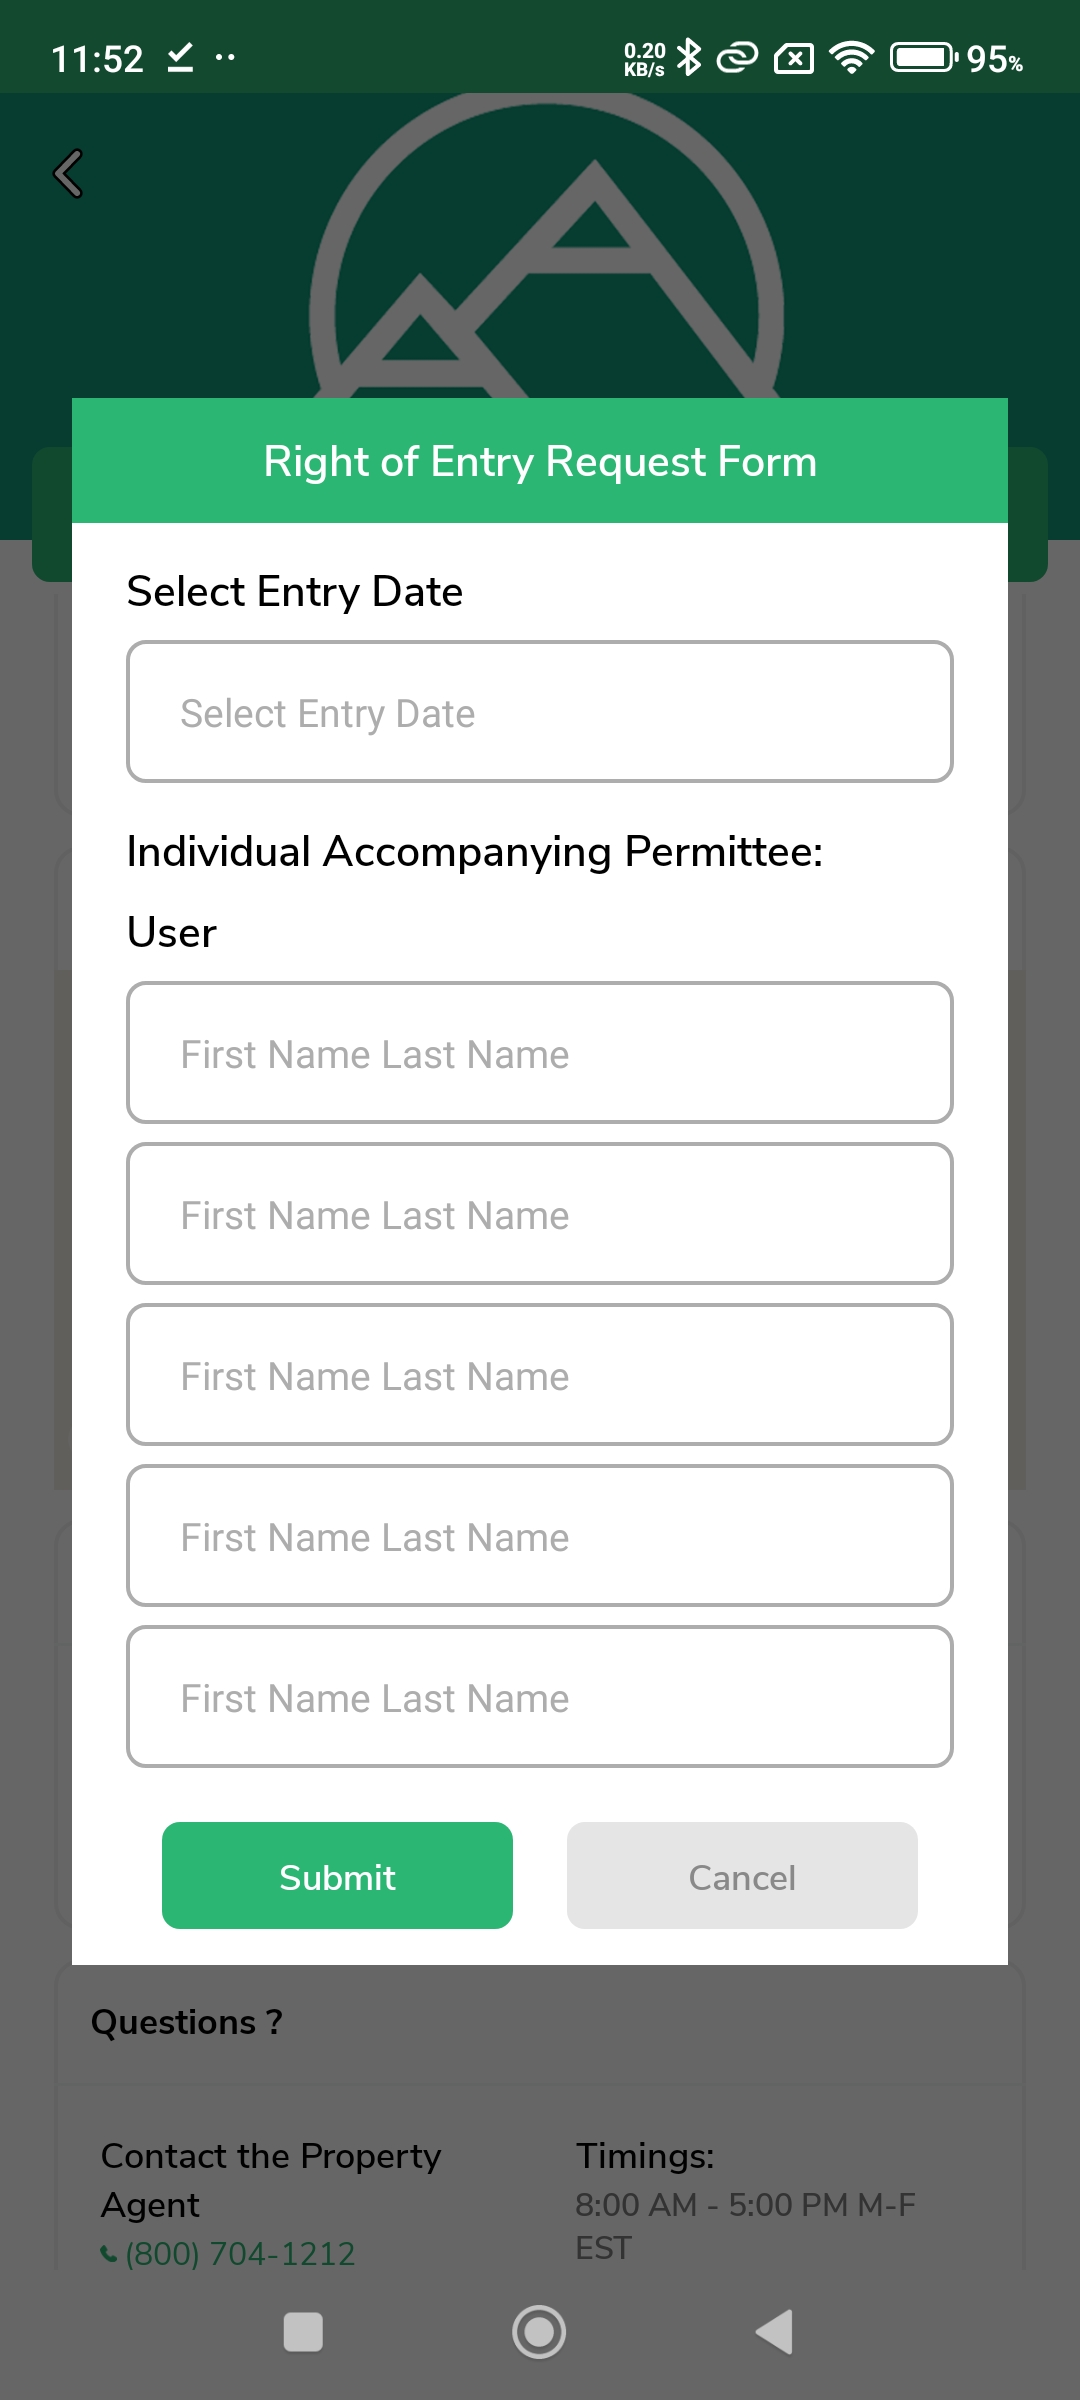 11:52
0.20
KB/s
95%
Right of Entry Request Form
Select Entry Date
Select Entry Date
Individual Accompanying Permittee:
User
First Name Last Name
First Name Last Name
First Name Last Name
First Name Last Name
First Name Last Name
Submit Cancel
Questions ?
Contact the Property
Agent
(800) 704-1212
Timings:
8:00 AM - 5:00 PM M-F
EST